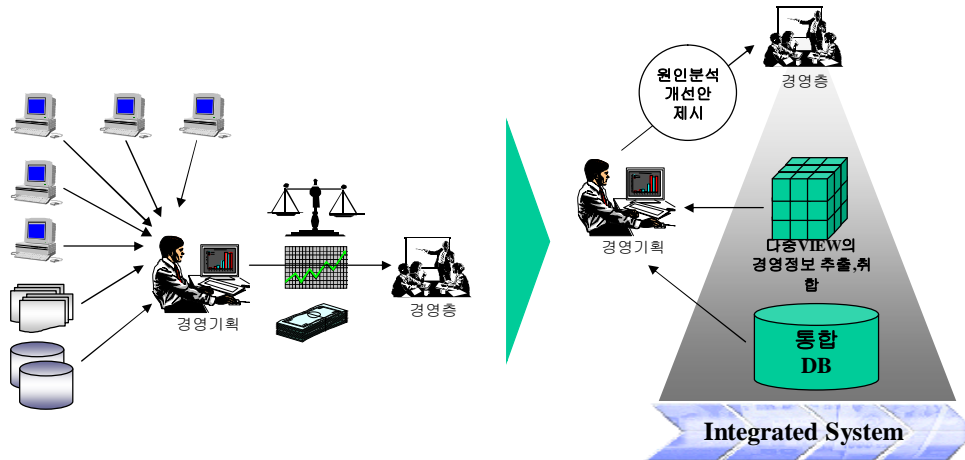 경영기획
경영층
경영층
원인분석
개선안
제시
경영기획
다중VIEW의
경영정보 추출,취
합
통합
DB
Integrated System